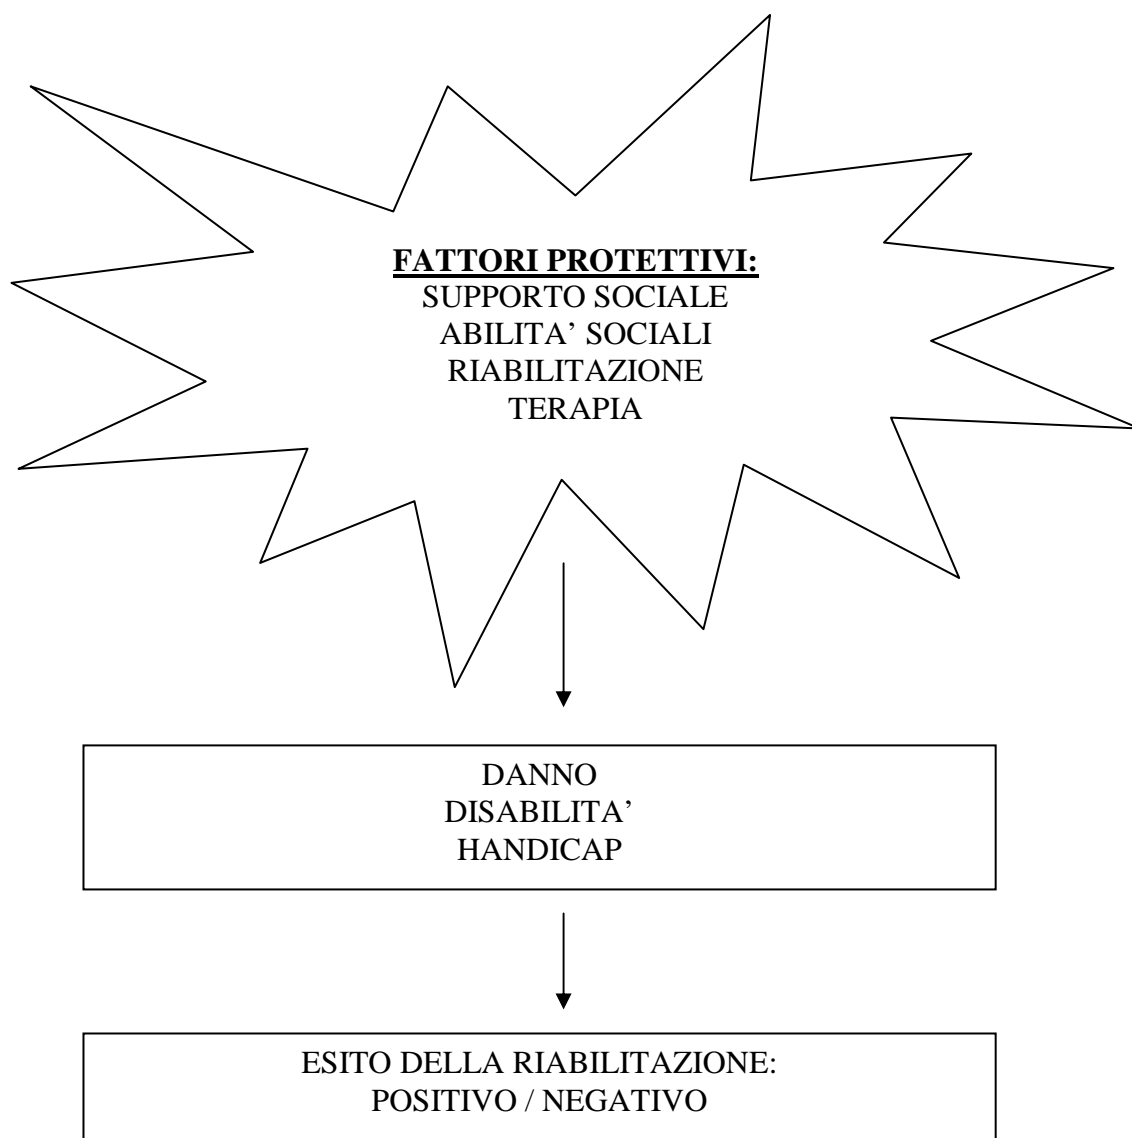 FATTORI PROTETTIVI:
SUPPORTO SOCIALE
ABILITA’ SOCIALI
RIABILITAZIONE
TERAPIA
DANNO
DISABILITA’
HANDICAP
ESITO DELLA RIABILITAZIONE:
POSITIVO / NEGATIVO